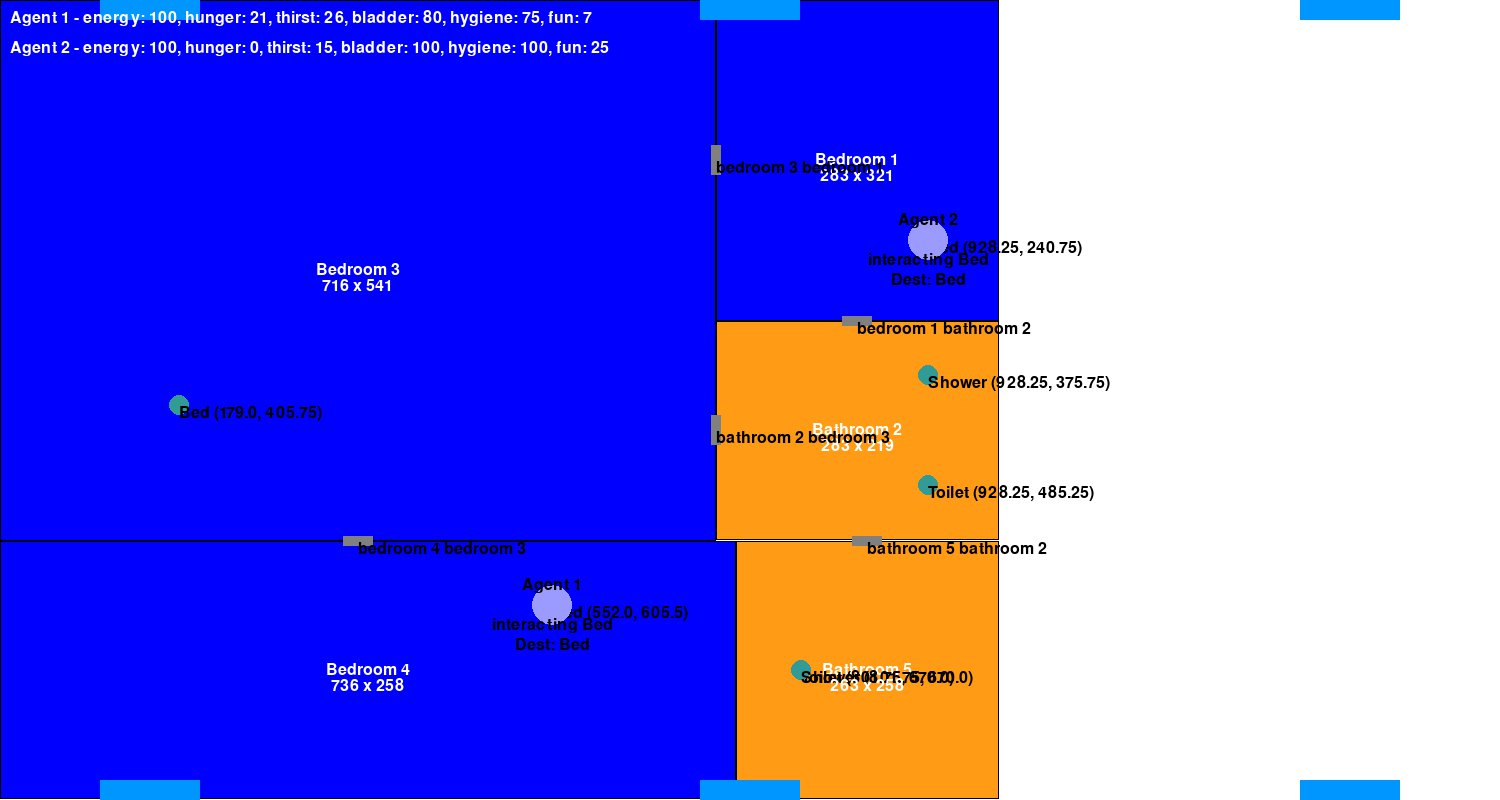 Agent 1 - energy: 100, hunger: 21, thirst: 26, bladder: 80, hygiene: 75, fun: 7
Agent 2 - energy: 100, hunger: 0, thirst: 15, bladder: 100, hygiene: 100, fun: 25
Bedroom 1
283 x 321
bedroom 3 bedroom 1
Agent 2
(928.25, 240.75)
interacting Bed
Dest: Bed
Bedroom 3
716 x 541
bedroom 1 bathroom 2
Shower (928.25, 375.75)
Bed (179.0, 405.75)
Bathroom 2
283 x 219
bathroom 2 bedroom 3
Toilet (928.25, 485.25)
bedroom 4 bedroom 3
bathroom 5 bathroom 2
Agent 1
(552.0, 605.5)
interacting Bed
Dest: Bed
Bedroom 4
736 x 258
Bathroom 5
263 x 258